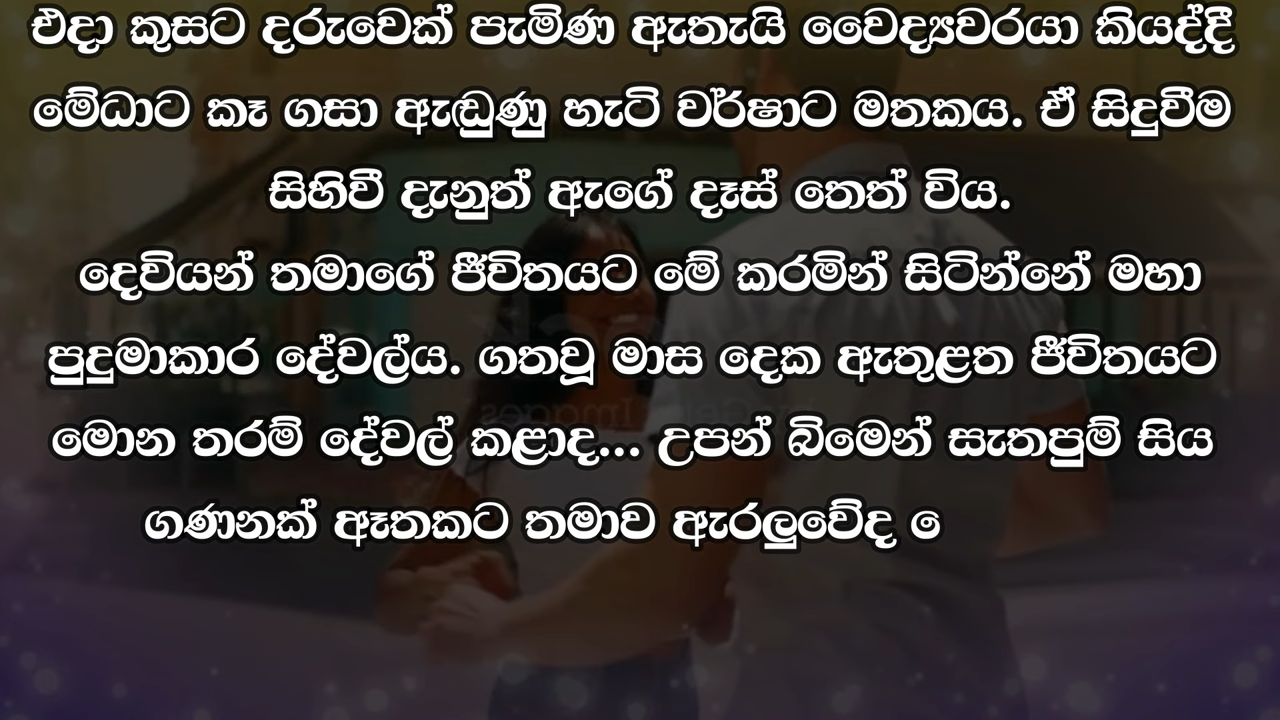 එදා කුසට දරුවෙක් පැමිණ ඇතැයි වෛද්‍යවරයා කියද්දී
මේධාට කෑ ගසා ඇඬුණු හැටි වර්ෂාට මතකය. ඒ සිදුවීම
සිහිවී දැනුත් ඇගේ දෑස් තෙත් විය.
දෙවියන් තමාගේ ජීවිතයට මේ කරමින් සිටින්නේ මහා
පුදුමාකාර දේවල්ය. ගතවූ මාස දෙක ඇතුළත ජීවිතයට
මොන තරම් දේවල් කළාද... උපන් බිමෙන් සැතපුම් සිය
ගණනක් ඈතකට තමාව ඇරලුවේද ෙ